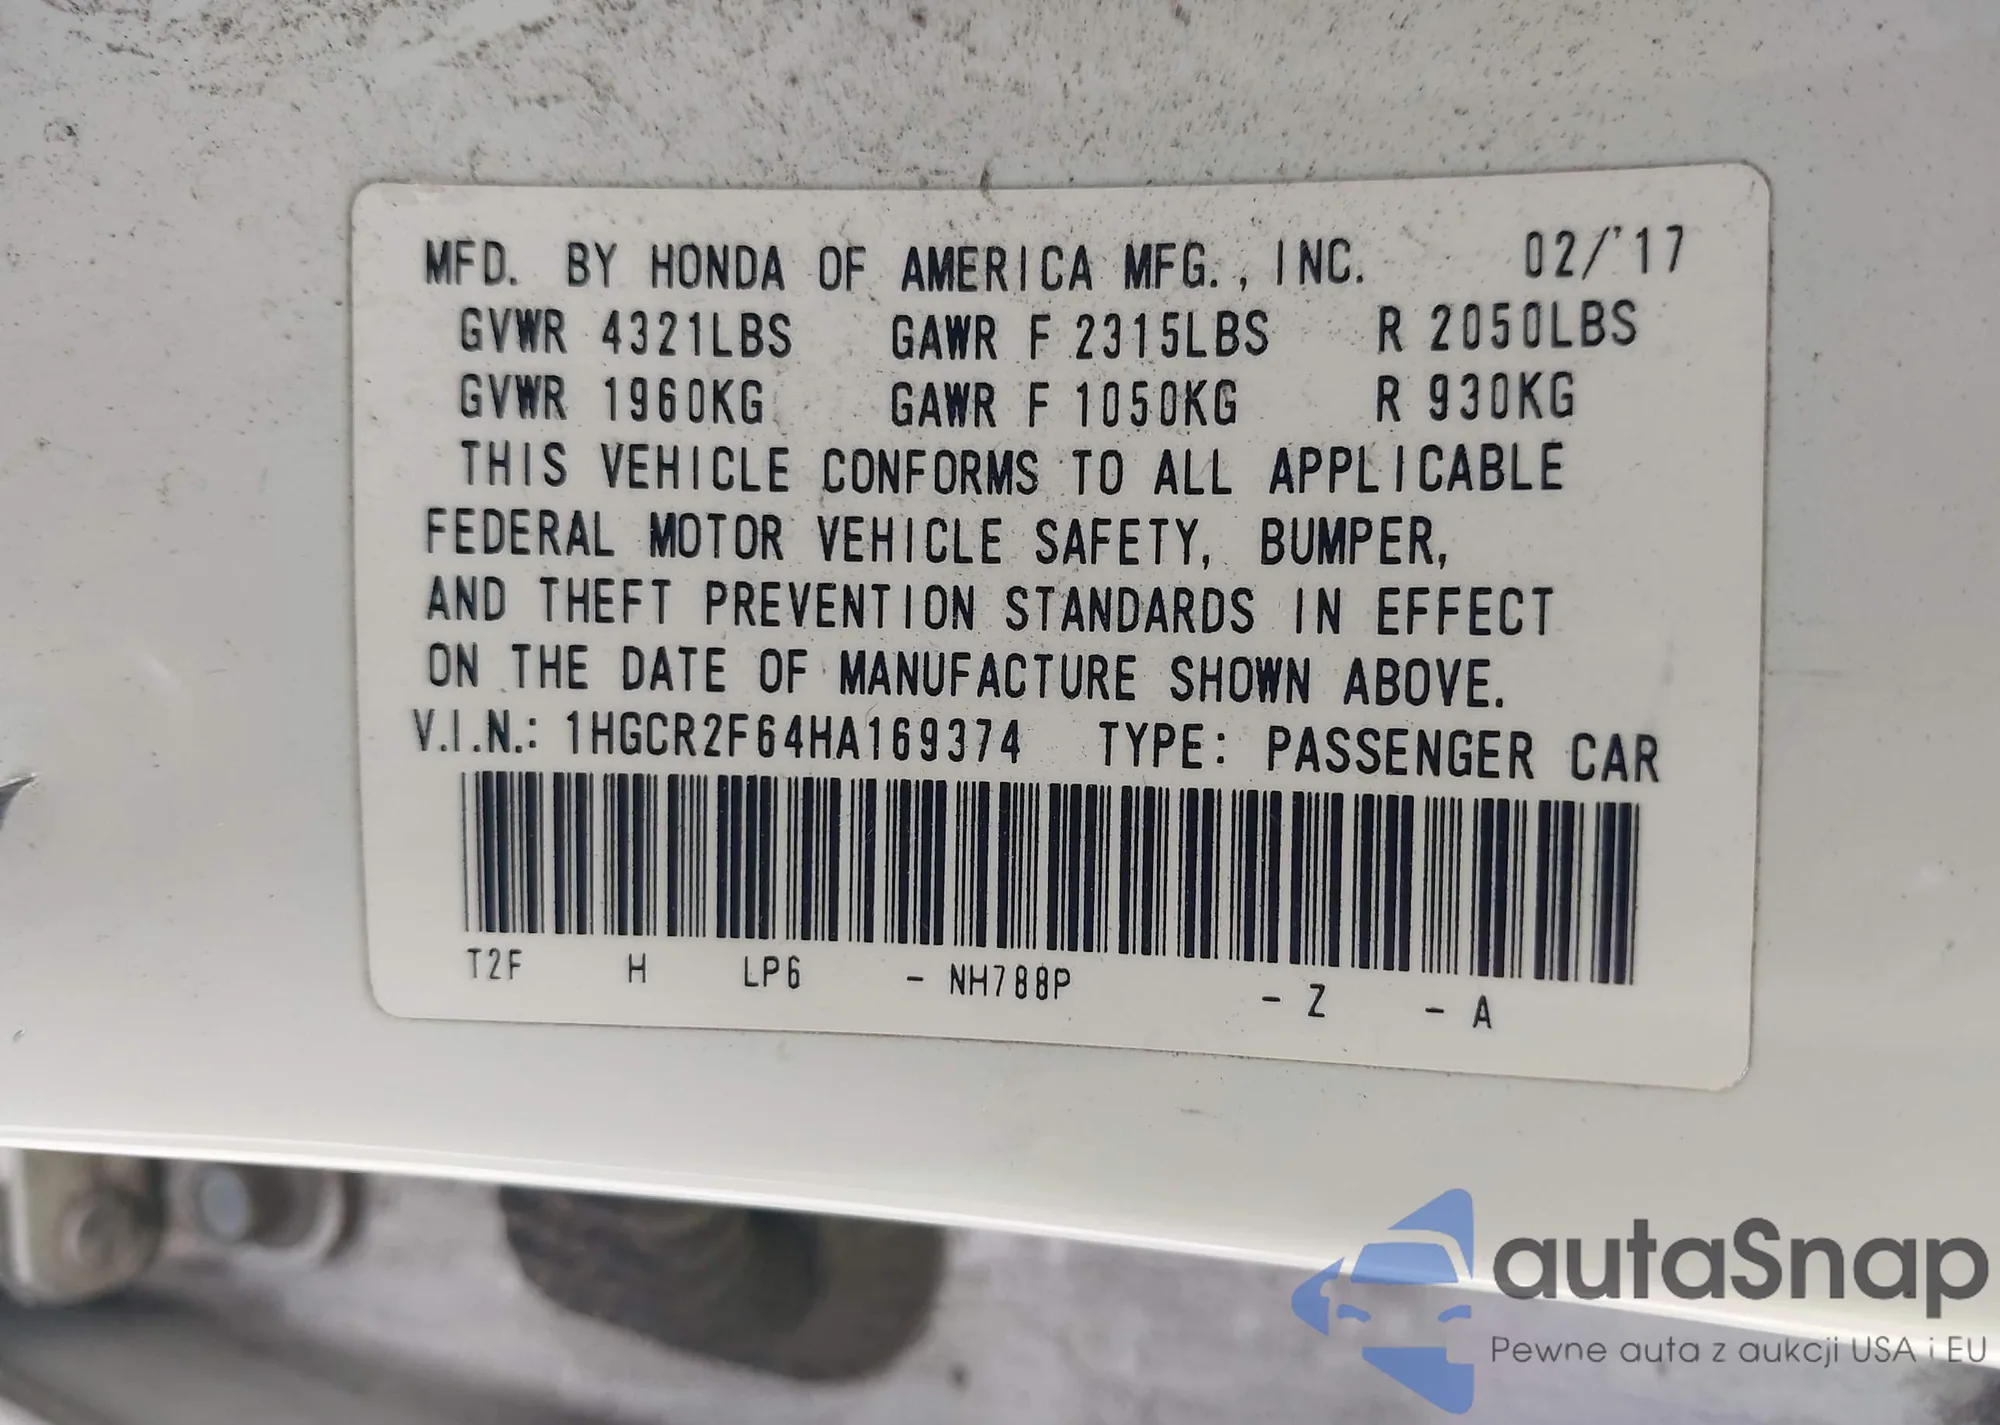 MFD. BY HONDA OF AMERICA MFG., INC. 02/'17
GVWR 4321LBS GAWR F 2315LBS R 2050LBS
GVWR 1960KG GAWR F 1050KG R 930KG
THIS VEHICLE CONFORMS TO ALL APPLICABLE
FEDERAL MOTOR VEHICLE SAFETY, BUMPER,
AND THEFT PREVENTION STANDARDS IN EFFECT
ON THE DATE OF MANUFACTURE SHOWN ABOVE.
V.I.N.: 1HGCR2F64HA169374 TYPE: PASSENGER CAR
T2F H LP6 - NH788P - Z - A
autaSnap
Pewne auta z aukcji USA i EU